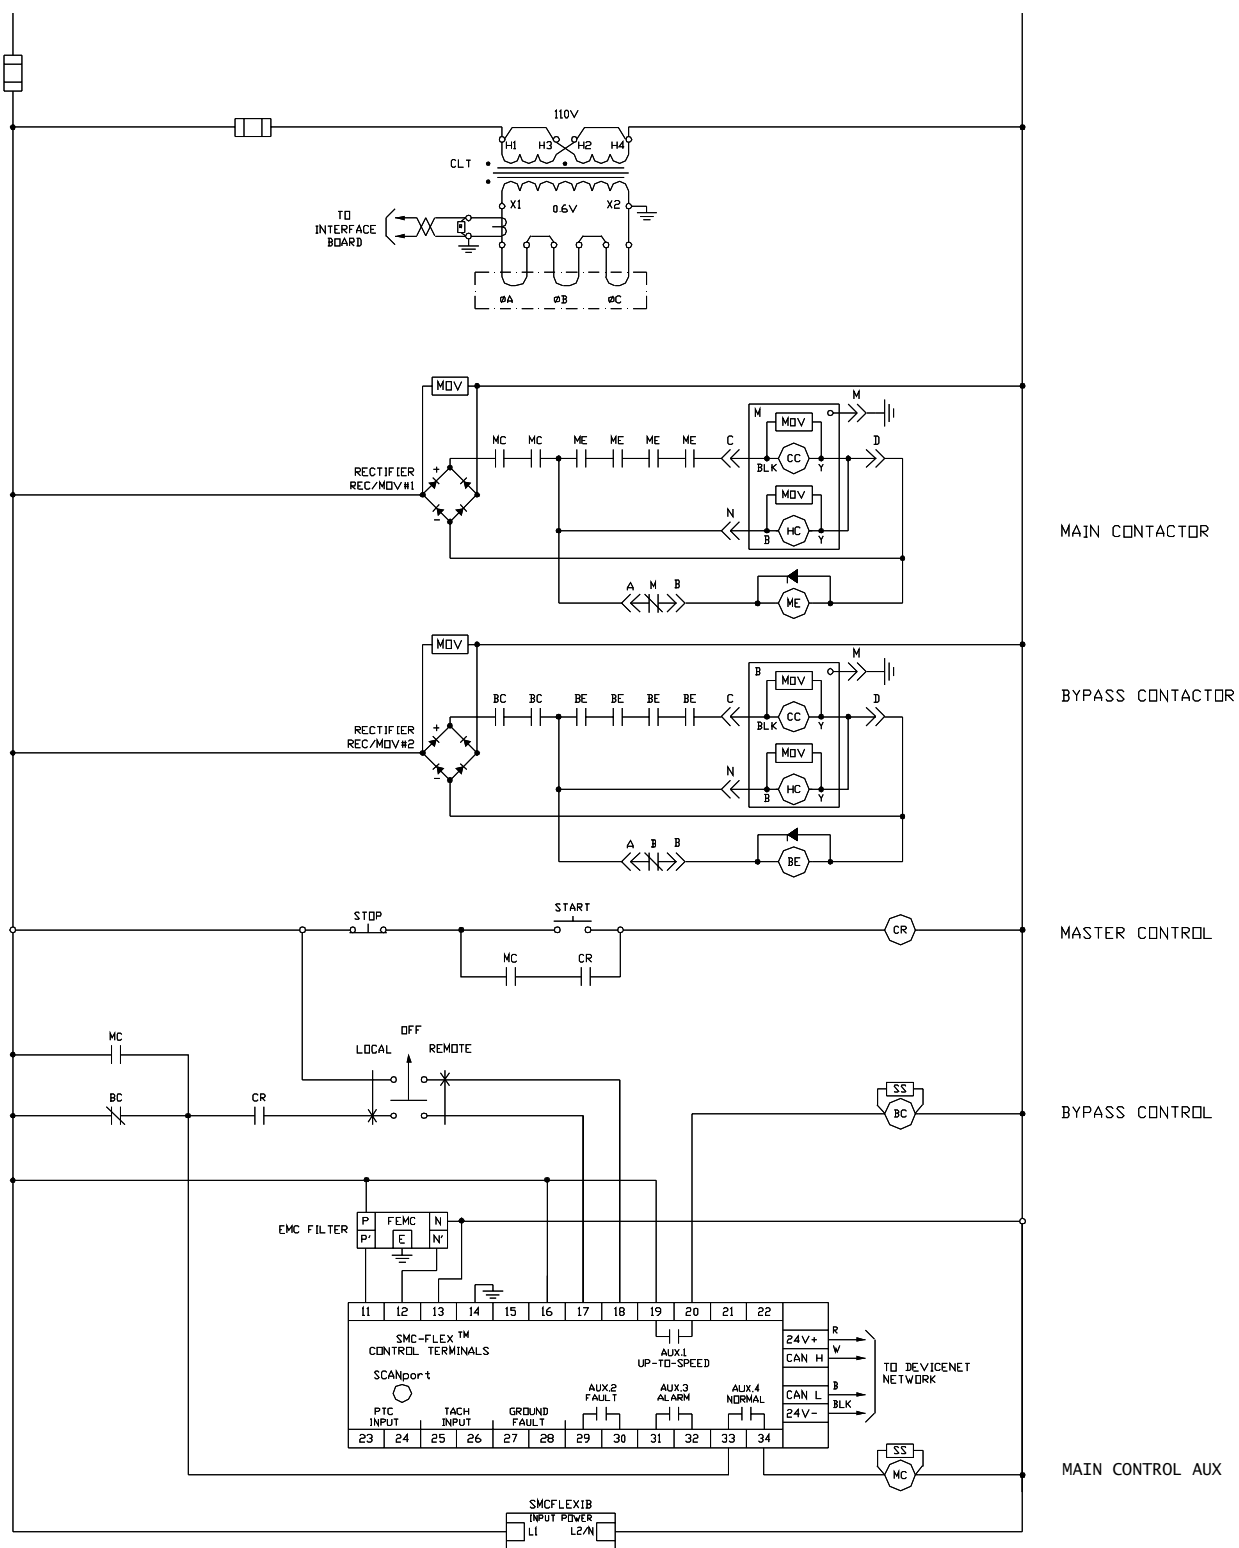 110V
H1 H3 H2 H4
CLT
X1 0.6V X2
TO
INTERFACE
BOARD
ØA ØB ØC
MOV
M
M
MOV
MC MC ME ME ME ME C CC D
BLK Y
RECTIFIER
REC/MOV#1
+
-
MOV
N HC
B Y
MAIN CONTACTOR
A M B
ME
MOV
M
B
MOV
BC BC BE BE BE BE C CC D
BLK Y
BYPASS CONTACTOR
RECTIFIER
REC/MOV#2
+
-
MOV
N HC
B Y
A B B
BE
STOP START
CR
MASTER CONTROL
MC CR
OFF
MC
LOCAL REMOTE
BC CR
SS
BC
BYPASS CONTROL
EMC FILTER
P FEMC N
P' E N'
11 12 13 14 15 16 17 18 19 20 21 22
SMC-FLEX™
CONTROL TERMINALS
AUX.1
UP-TO-SPEED
SCANport
24V+ R
CAN H W
CAN L B
24V- BLK
TO DEVICENET
NETWORK
AUX.2
FAULT
AUX.3
ALARM
AUX.4
NORMAL
PTC
INPUT
TACH
INPUT
GROUND
FAULT
23 24 25 26 27 28 29 30 31 32 33 34
SS
MC
MAIN CONTROL AUX
SMCFLEXIB
INPUT POWER
L1 L2/N